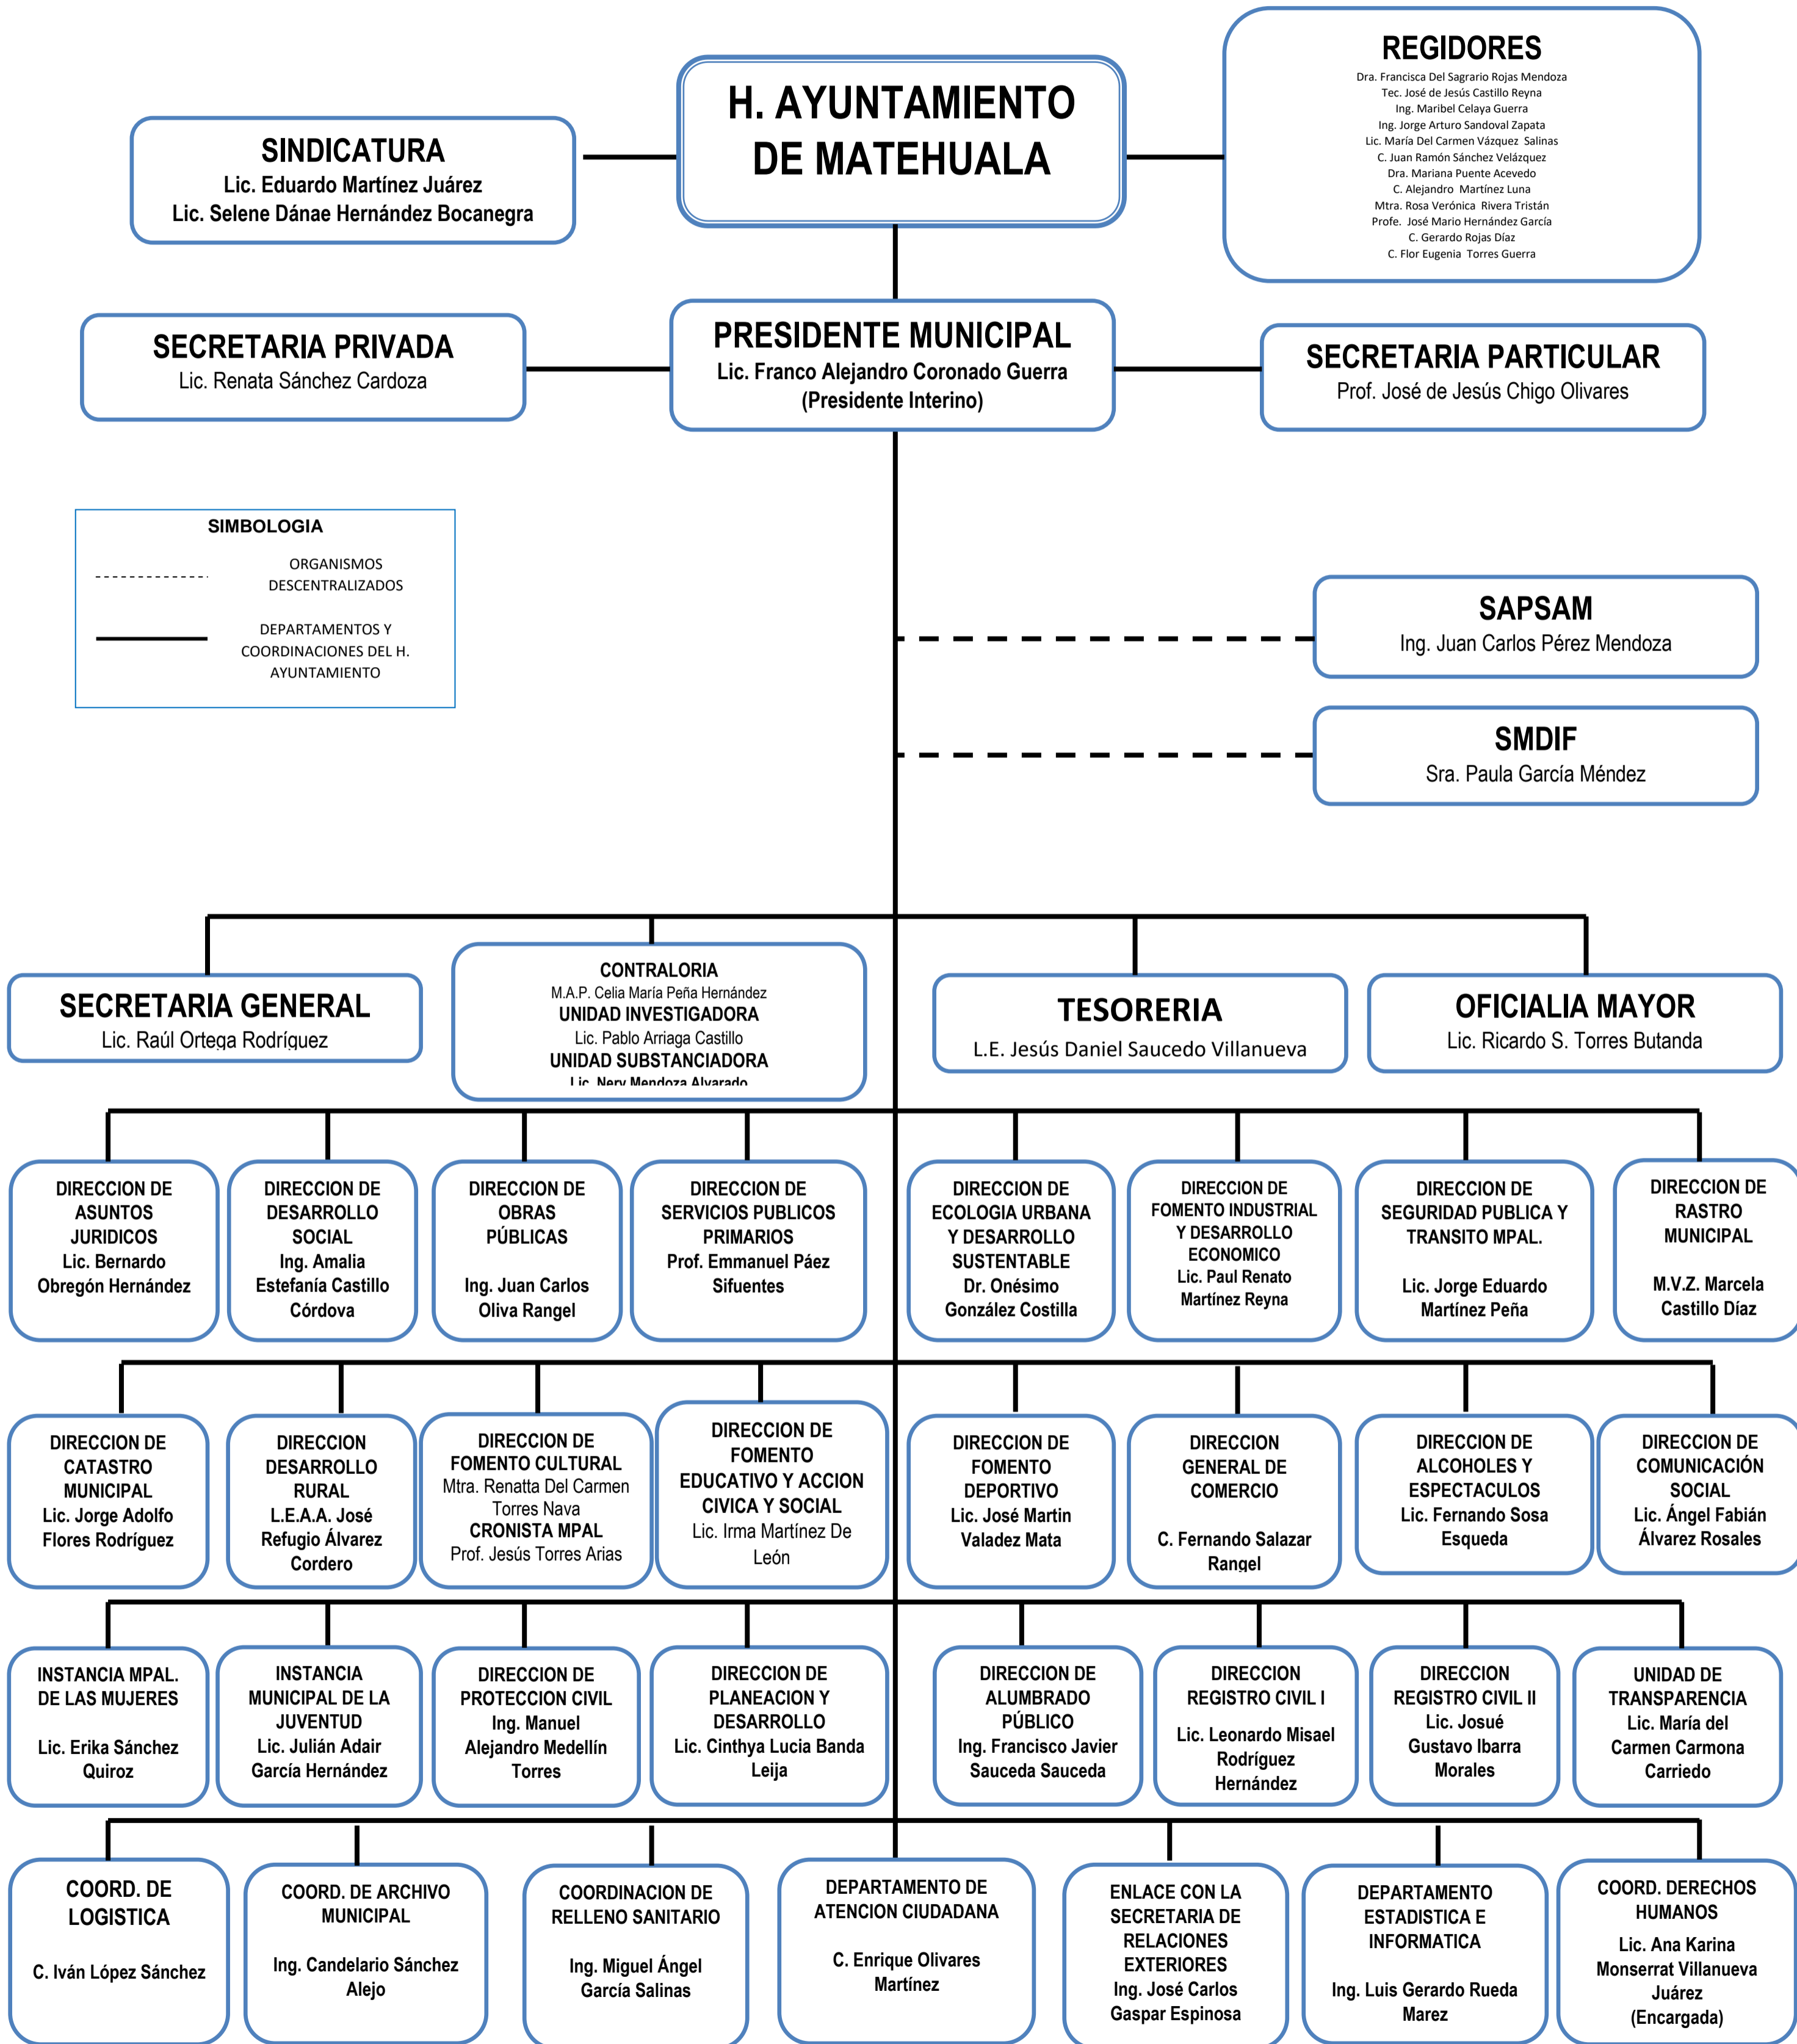 H. AYUNTAMIENTO
DE MATEHUALA
REGIDORES
Dra. Francisca Del Sagrario Rojas Mendoza
Tec. José de Jesús Castillo Reyna
Ing. Maribel Celaya Guerra
Ing. Jorge Arturo Sandoval Zapata
Lic. María Del Carmen Vázquez Salinas
C. Juan Ramón Sánchez Velázquez
Dra. Mariana Puente Acevedo
C. Alejandro Martínez Luna
Mtra. Rosa Verónica Rivera Tristán
Profe. José Mario Hernández García
C. Gerardo Rojas Díaz
C. Flor Eugenia Torres Guerra
SINDICATURA
Lic. Eduardo Martínez Juárez
Lic. Selene Dánae Hernández Bocanegra
SECRETARIA PRIVADA
Lic. Renata Sánchez Cardoza
PRESIDENTE MUNICIPAL
Lic. Franco Alejandro Coronado Guerra
(Presidente Interino)
SECRETARIA PARTICULAR
Prof. José de Jesús Chigo Olivares
SIMBOLOGIA
ORGANISMOS
DESCENTRALIZADOS
DEPARTAMENTOS Y
COORDINACIONES DEL H.
AYUNTAMIENTO
SAPSAM
Ing. Juan Carlos Pérez Mendoza
SMDIF
Sra. Paula García Méndez
SECRETARIA GENERAL
Lic. Raúl Ortega Rodríguez
CONTRALORIA
M.A.P. Celia María Peña Hernández
UNIDAD INVESTIGADORA
Lic. Pablo Arriaga Castillo
UNIDAD SUBSTANCIADORA
Lic. Nery Mendoza Alvarado
TESORERIA
L.E. Jesús Daniel Saucedo Villanueva
OFICIALIA MAYOR
Lic. Ricardo S. Torres Butanda
DIRECCION DE
ASUNTOS
JURIDICOS
Lic. Bernardo
Obregón Hernández
DIRECCION DE
DESARROLLO
SOCIAL
Ing. Amalia
Estefanía Castillo
Córdova
DIRECCION DE
OBRAS
PÚBLICAS
Ing. Juan Carlos
Oliva Rangel
DIRECCION DE
SERVICIOS PUBLICOS
PRIMARIOS
Prof. Emmanuel Páez
Sifuentes
DIRECCION DE
ECOLOGIA URBANA
Y DESARROLLO
SUSTENTABLE
Dr. Onésimo
González Costilla
DIRECCION DE
FOMENTO INDUSTRIAL
Y DESARROLLO
ECONOMICO
Lic. Paul Renato
Martínez Reyna
DIRECCION DE
SEGURIDAD PUBLICA Y
TRANSITO MPAL.
Lic. Jorge Eduardo
Martínez Peña
DIRECCION DE
RASTRO
MUNICIPAL
M.V.Z. Marcela
Castillo Díaz
DIRECCION DE
CATASTRO
MUNICIPAL
Lic. Jorge Adolfo
Flores Rodríguez
DIRECCION
DESARROLLO
RURAL
L.E.A.A. José
Refugio Álvarez
Cordero
DIRECCION DE
FOMENTO CULTURAL
Mtra. Renatta Del Carmen
Torres Nava
CRONISTA MPAL
Prof. Jesús Torres Arias
DIRECCION DE
FOMENTO
EDUCATIVO Y ACCION
CIVICA Y SOCIAL
Lic. Irma Martínez De
León
DIRECCION DE
FOMENTO
DEPORTIVO
Lic. José Martin
Valadez Mata
DIRECCION
GENERAL DE
COMERCIO
C. Fernando Salazar
Rangel
DIRECCION DE
ALCOHOLES Y
ESPECTACULOS
Lic. Fernando Sosa
Esqueda
DIRECCION DE
COMUNICACIÓN
SOCIAL
Lic. Ángel Fabián
Álvarez Rosales
INSTANCIA MPAL.
DE LAS MUJERES
Lic. Erika Sánchez
Quiroz
INSTANCIA
MUNICIPAL DE LA
JUVENTUD
Lic. Julián Adair
García Hernández
DIRECCION DE
PROTECCION CIVIL
Ing. Manuel
Alejandro Medellín
Torres
DIRECCION DE
PLANEACION Y
DESARROLLO
Lic. Cinthya Lucia Banda
Leija
DIRECCION DE
ALUMBRADO
PÚBLICO
Ing. Francisco Javier
Sauceda Sauceda
DIRECCION
REGISTRO CIVIL I
Lic. Leonardo Misael
Rodríguez
Hernández
DIRECCION
REGISTRO CIVIL II
Lic. Josué
Gustavo Ibarra
Morales
UNIDAD DE
TRANSPARENCIA
Lic. María del
Carmen Carmona
Carriedo
COORD. DE
LOGISTICA
C. Iván López Sánchez
COORD. DE ARCHIVO
MUNICIPAL
Ing. Candelario Sánchez
Alejo
COORDINACION DE
RELLENO SANITARIO
Ing. Miguel Ángel
García Salinas
DEPARTAMENTO DE
ATENCION CIUDADANA
C. Enrique Olivares
Martínez
ENLACE CON LA
SECRETARIA DE
RELACIONES
EXTERIORES
Ing. José Carlos
Gaspar Espinosa
DEPARTAMENTO
ESTADISTICA E
INFORMATICA
Ing. Luis Gerardo Rueda
Marez
COORD. DERECHOS
HUMANOS
Lic. Ana Karina
Monserrat Villanueva
Juárez
(Encargada)